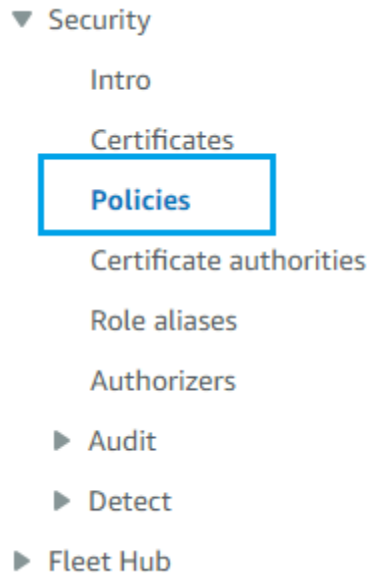 Security
Intro
Certificates
Policies
Certificate authorities
Role aliases
Authorizers
Audit
Detect
Fleet Hub